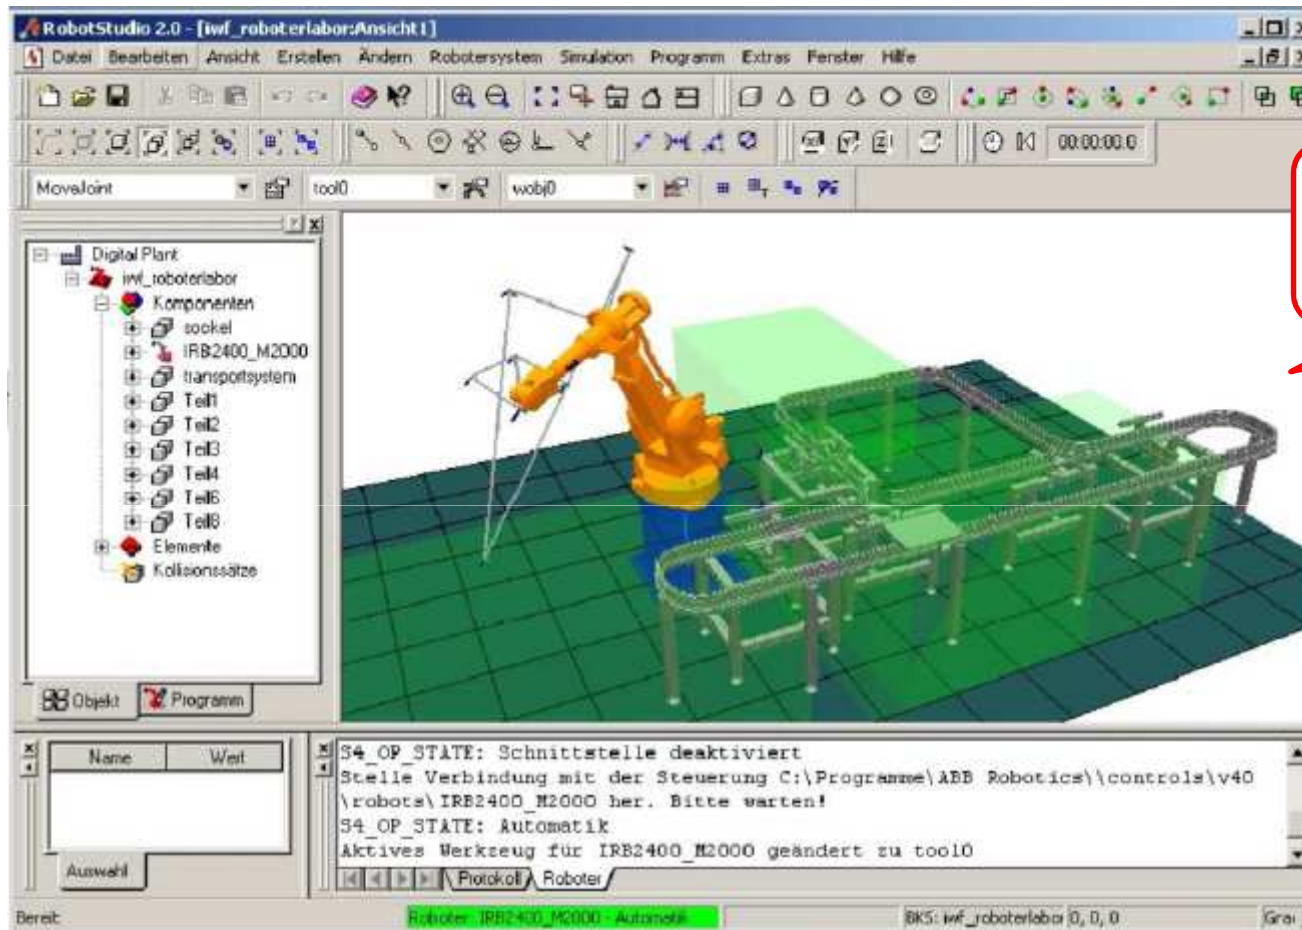 RobotStudio 2.0 - [iwf_roboterlabor:Ansicht1]
Datei Bearbeiten Ansicht Erstellen Ändern Robotersystem Simulation Programm Extras Fenster Hilfe
00:00:00.0
MoveJoint tool0 wobj0
Digital Plant
iwf_roboterlabor
Komponenten
sockel
IRB2400_M2000
transportsystem
Teil1
Teil2
Teil3
Teil4
Teil6
Teil8
Elemente
Kollisionssätze
Objekt Programm
Name Wert
Auswahl
S4_OP_STATE: Schnittstelle deaktiviert
Stelle Verbindung mit der Steuerung C:\Programme\ABB Robotics\\controls\v40
\robots\IRB2400_M2000 her. Bitte warten!
S4_OP_STATE: Automatik
Aktives Werkzeug für IRB2400_M2000 geändert zu tool0
Protokoll Roboter
Bereit Roboter: IRB2400_M2000 - Automatik BKS: iwf_roboterlabor 0, 0, 0